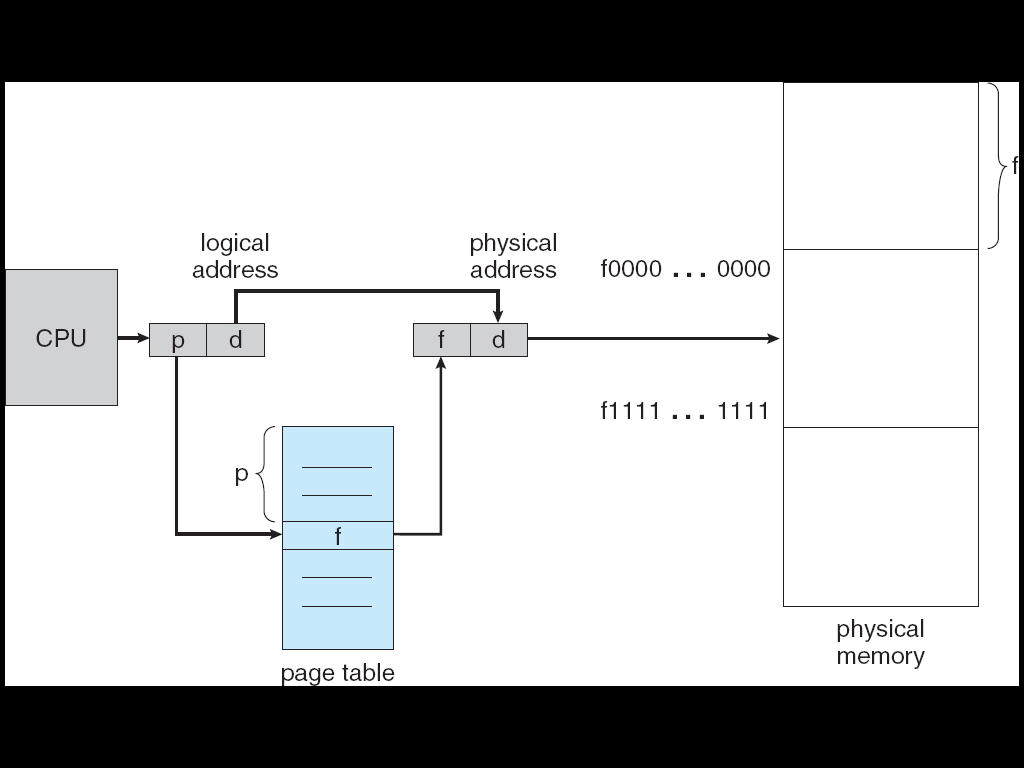 f
logical
address
physical
address
f0000 ... 0000
CPU
p
d
f
d
f1111 ... 1111
p
f
physical
memory
page table